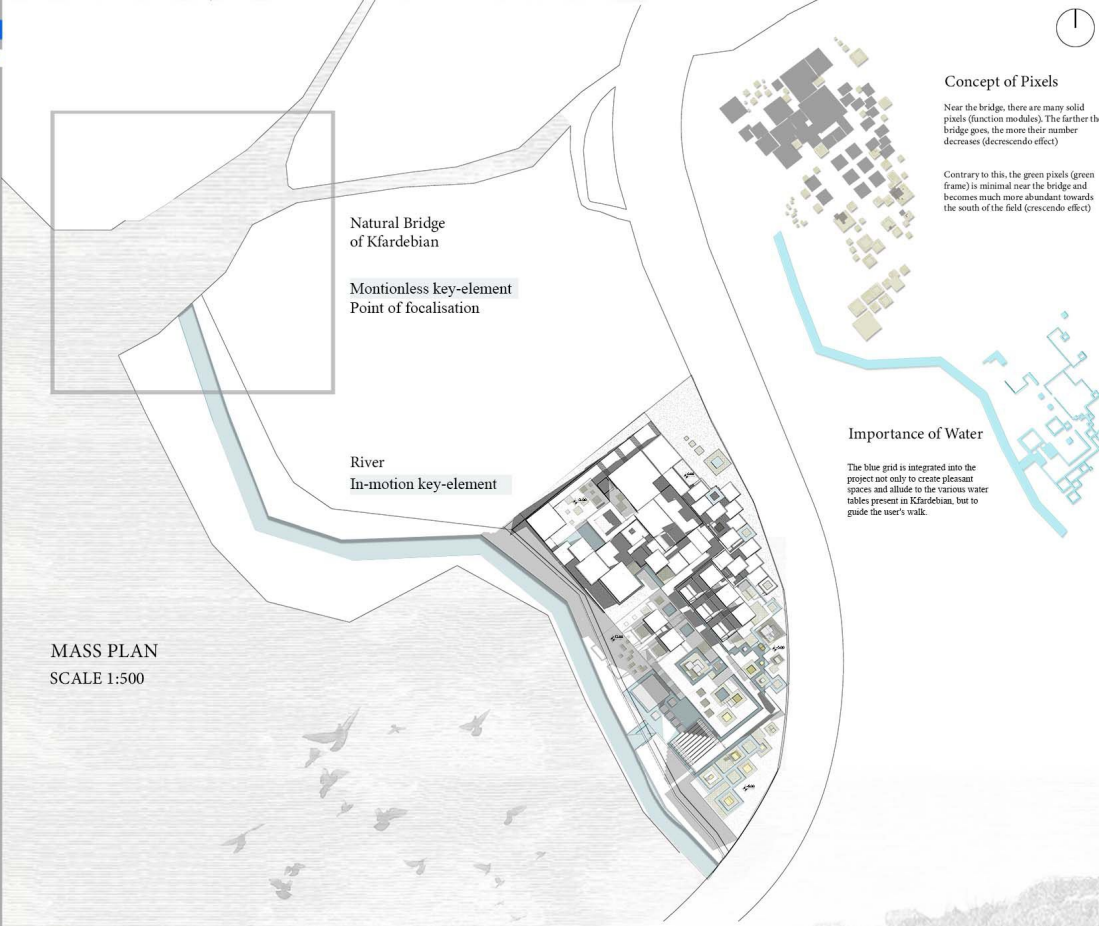 Concept of Pixels
Near the bridge, there are many solid
pixels (function modules). The farther the
bridge goes, the more their number
decreases (decrescendo effect)
Contrary to this, the green pixels (green
frame) is minimal near the bridge and
becomes much more abundant towards
the south of the field (crescendo effect)
Natural Bridge
of Kfardebian
Montionless key-element
Point of focalisation
River
In-motion key-element
Importance of Water
The blue grid is integrated into the
project not only to create pleasant
spaces and allude to the various water
tables present in Kfardebian, but to
guide the user's walk.
MASS PLAN
SCALE 1:500